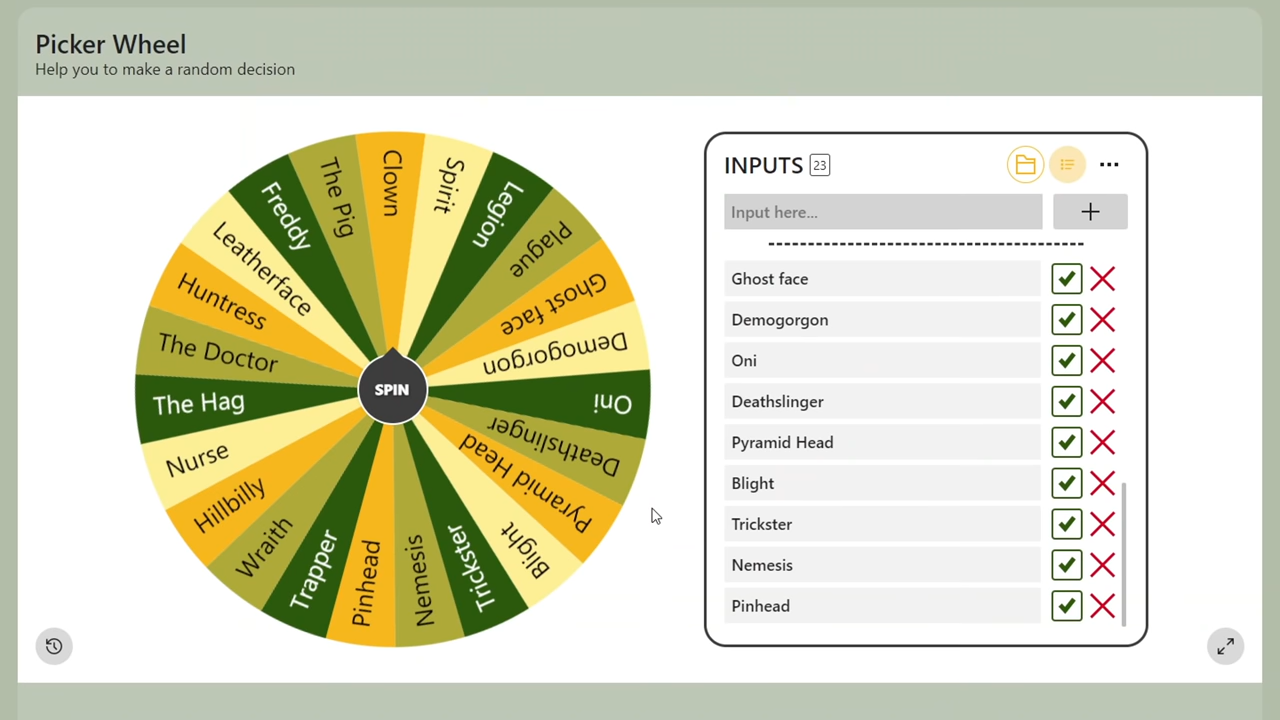 Picker Wheel
Help you to make a random decision
Clown
Spirit
Legion
Plague
Ghost face
Demogorgon
Oni
Deathslinger
Pyramid Head
Blight
Trickster
Nemesis
Pinhead
Trapper
Wraith
Hillbilly
Nurse
The Hag
The Doctor
Huntress
Leatherface
Freddy
The Pig
SPIN
INPUTS 23
Input here...
Ghost face
Demogorgon
Oni
Deathslinger
Pyramid Head
Blight
Trickster
Nemesis
Pinhead